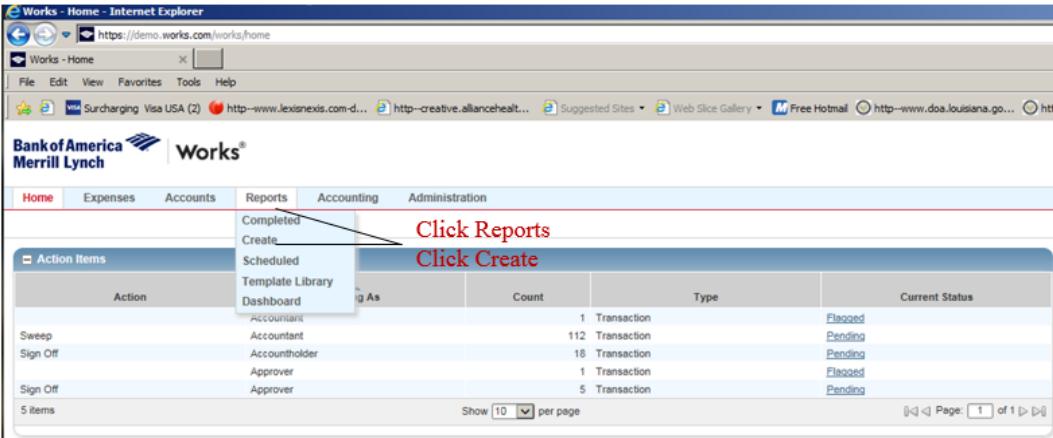 Works - Home - Internet Explorer
https://demo.works.com/works/home
Works - Home
File Edit View Favorites Tools Help
VISA Surcharging Visa USA (2) http--www.lexisnexis.com-d... http--creative.alliancehealt... Suggested Sites Web Slice Gallery Free Hotmail http--www.doa.louisiana.go...
Bank of America
Merrill Lynch
Works®
Home Expenses Accounts Reports Accounting Administration
Completed
Create
Scheduled
Template Library
Dashboard
Click Reports
Click Create
Action Items
Action As Count Type Current Status
Accountant 1 Transaction Flagged
Sweep Accountant 112 Transaction Pending
Sign Off Accountholder 18 Transaction Pending
Approver 1 Transaction Flagged
Sign Off Approver 5 Transaction Pending
5 items Show 10 per page Page: 1 of 1